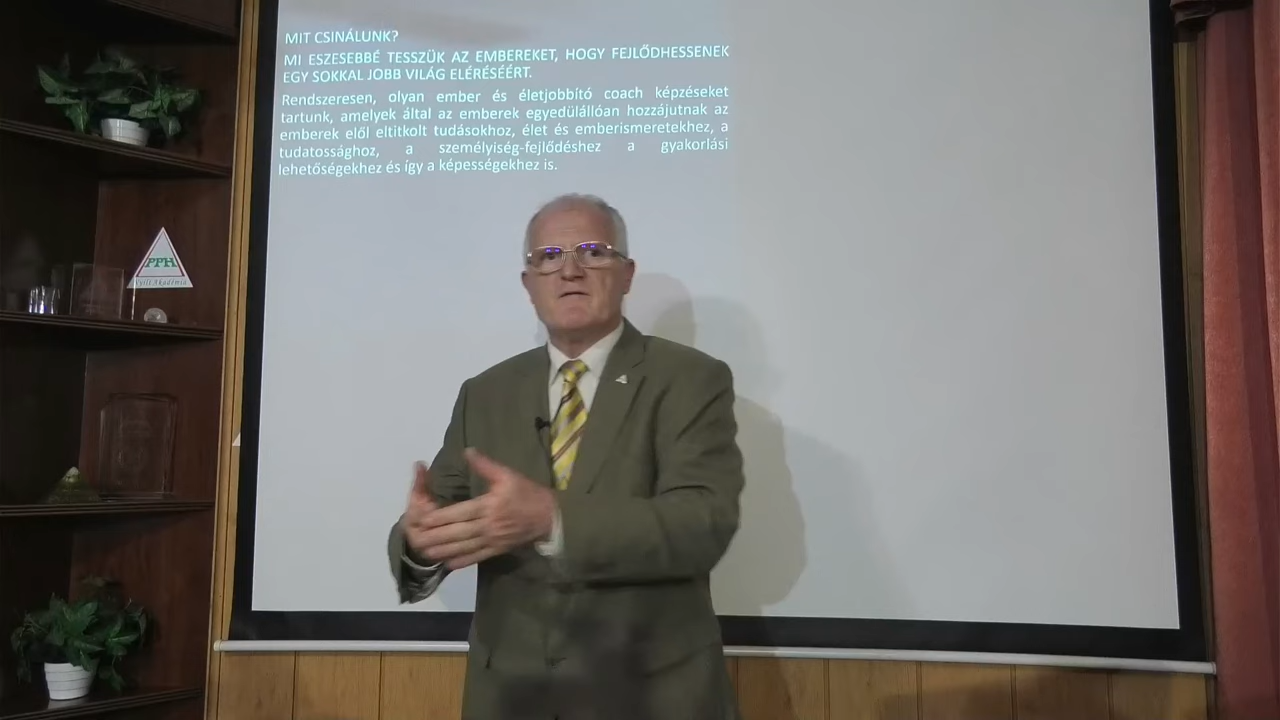 MIT CSINÁLUNK?
MI ESZESEBBÉ TESSZÜK AZ EMBEREKET, HOGY FEJLŐDHESSENEK
EGY SOKKAL JOBB VILÁG ELÉRÉSÉÉRT.
Rendszeresen, olyan ember és életjobbító coach képzéseket
tartunk, amelyek által az emberek egyedülállóan hozzájutnak az
emberek elől eltitkolt tudásokhoz, élet és emberismeretekhez, a
tudatossághoz, a személyiség-fejlődéshez a gyakorlási
lehetőségekhez és így a képességekhez is.
PPH
Nyílt Akadémia